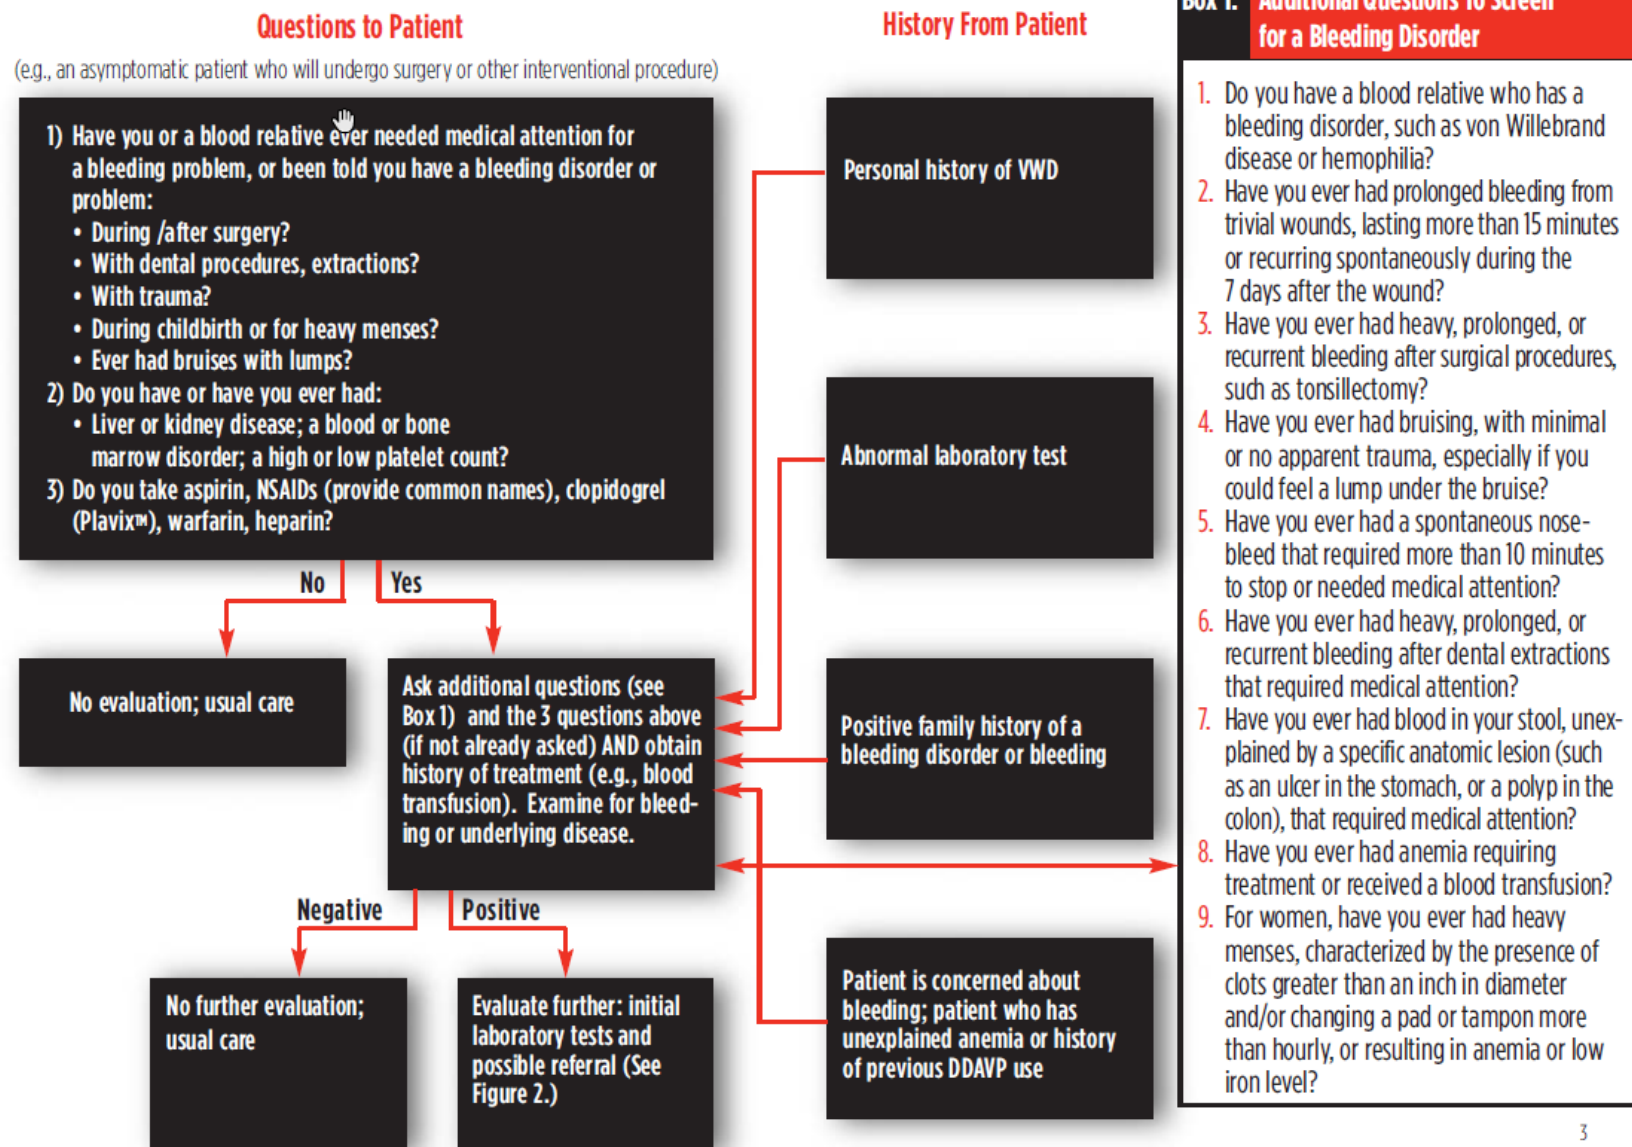 Questions to Patient
(e.g., an asymptomatic patient who will undergo surgery or other interventional procedure)
1) Have you or a blood relative ever needed medical attention for
a bleeding problem, or been told you have a bleeding disorder or
problem:
• During /after surgery?
• With dental procedures, extractions?
• With trauma?
• During childbirth or for heavy menses?
• Ever had bruises with lumps?
2) Do you have or have you ever had:
• Liver or kidney disease; a blood or bone
marrow disorder; a high or low platelet count?
3) Do you take aspirin, NSAIDs (provide common names), clopidogrel
(Plavix™), warfarin, heparin?
No
Yes
No evaluation; usual care
Ask additional questions (see
Box 1) and the 3 questions above
(if not already asked) AND obtain
history of treatment (e.g., blood
transfusion). Examine for bleed-
ing or underlying disease.
Negative
Positive
No further evaluation;
usual care
Evaluate further: initial
laboratory tests and
possible referral (See
Figure 2.)
History From Patient
Personal history of VWD
Abnormal laboratory test
Positive family history of a
bleeding disorder or bleeding
Patient is concerned about
bleeding; patient who has
unexplained anemia or history
of previous DDAVP use
Box 1. Additional Questions To Screen
for a Bleeding Disorder
1. Do you have a blood relative who has a
bleeding disorder, such as von Willebrand
disease or hemophilia?
2. Have you ever had prolonged bleeding from
trivial wounds, lasting more than 15 minutes
or recurring spontaneously during the
7 days after the wound?
3. Have you ever had heavy, prolonged, or
recurrent bleeding after surgical procedures,
such as tonsillectomy?
4. Have you ever had bruising, with minimal
or no apparent trauma, especially if you
could feel a lump under the bruise?
5. Have you ever had a spontaneous nose-
bleed that required more than 10 minutes
to stop or needed medical attention?
6. Have you ever had heavy, prolonged, or
recurrent bleeding after dental extractions
that required medical attention?
7. Have you ever had blood in your stool, unex-
plained by a specific anatomic lesion (such
as an ulcer in the stomach, or a polyp in the
colon), that required medical attention?
8. Have you ever had anemia requiring
treatment or received a blood transfusion?
9. For women, have you ever had heavy
menses, characterized by the presence of
clots greater than an inch in diameter
and/or changing a pad or tampon more
than hourly, or resulting in anemia or low
iron level?
3